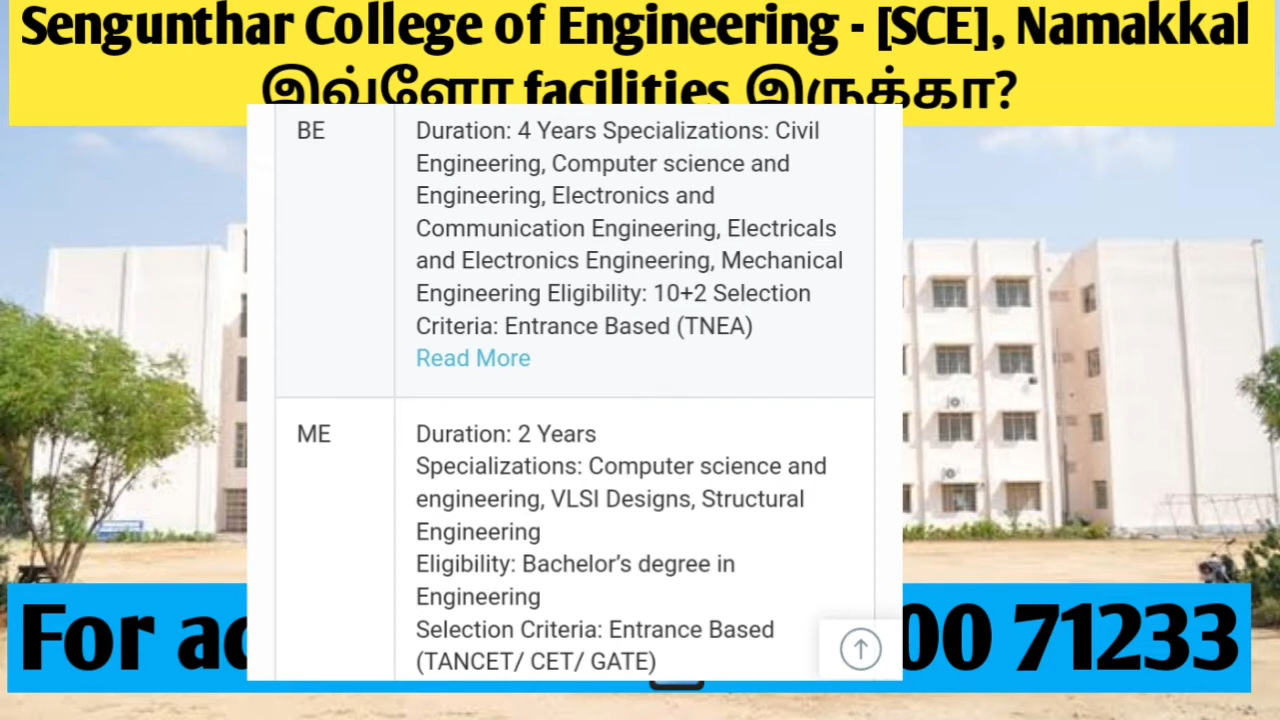 Sengunthar College of Engineering - [SCE], Namakkal
இவ்ளோ facilities இருக்கா?
BE
Duration: 4 Years Specializations: Civil
Engineering, Computer science and
Engineering, Electronics and
Communication Engineering, Electricals
and Electronics Engineering, Mechanical
Engineering Eligibility: 10+2 Selection
Criteria: Entrance Based (TNEA)
Read More
ME
Duration: 2 Years
Specializations: Computer science and
engineering, VLSI Designs, Structural
Engineering
Eligibility: Bachelor’s degree in
Engineering
Selection Criteria: Entrance Based
(TANCET/ CET/ GATE)
For 00 71233